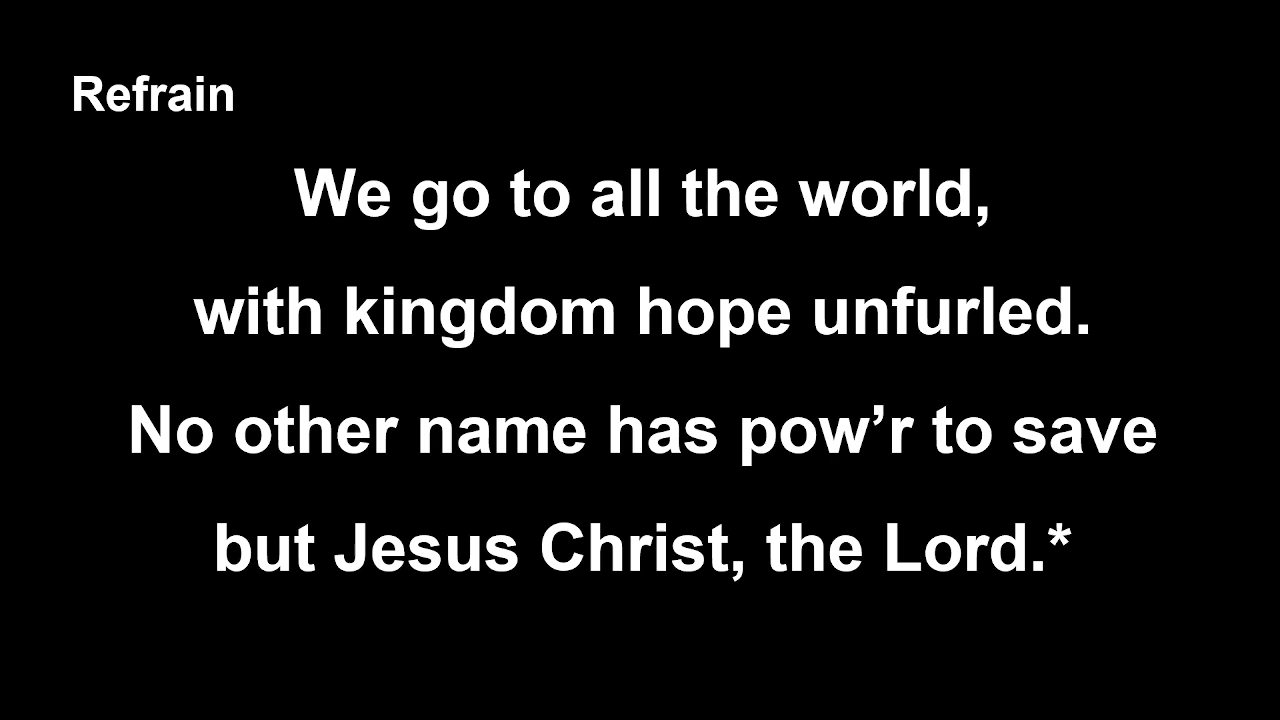 Refrain
We go to all the world,
with kingdom hope unfurled.
No other name has pow’r to save
but Jesus Christ, the Lord.*